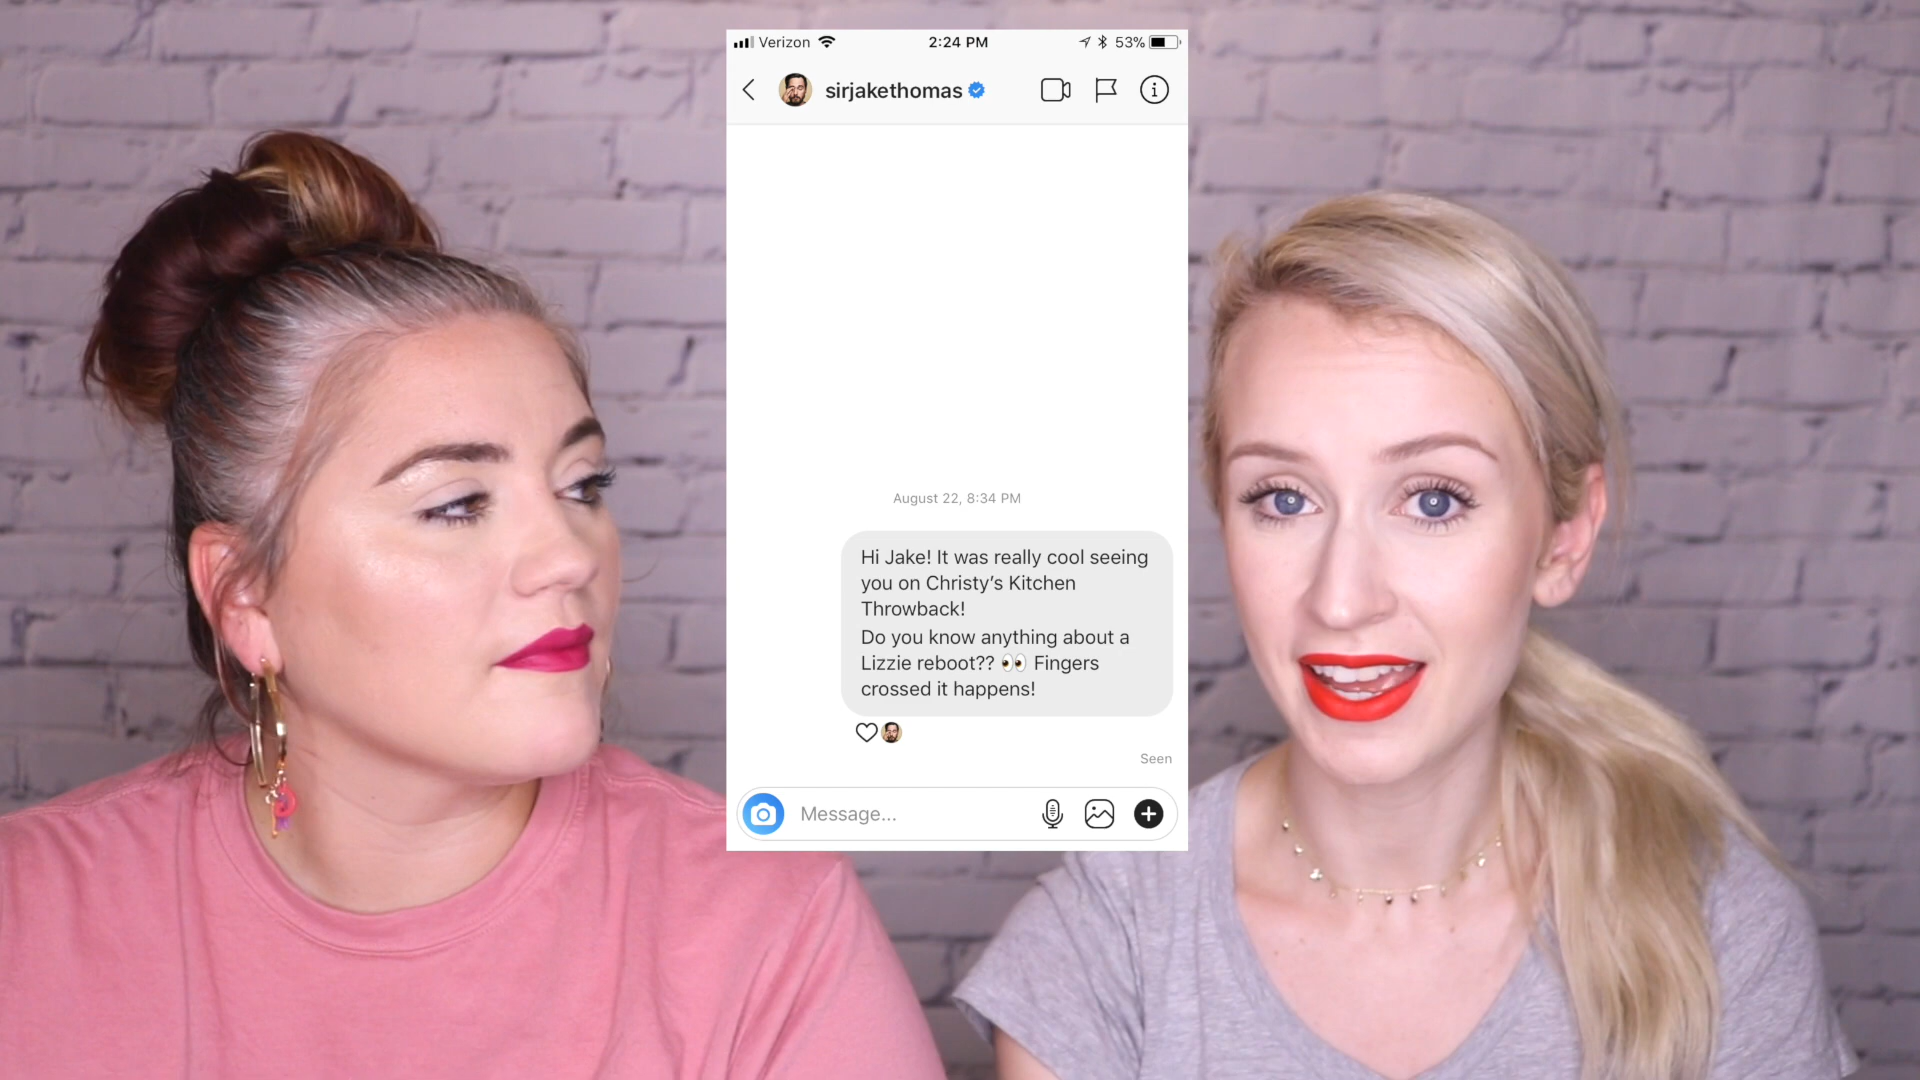 Verizon 2:24 PM 53%
sirjakethomas
August 22, 8:34 PM
Hi Jake! It was really cool seeing
you on Christy's Kitchen
Throwback!
Do you know anything about a
Lizzie reboot?? 👀 Fingers
crossed it happens!
Seen
Message...